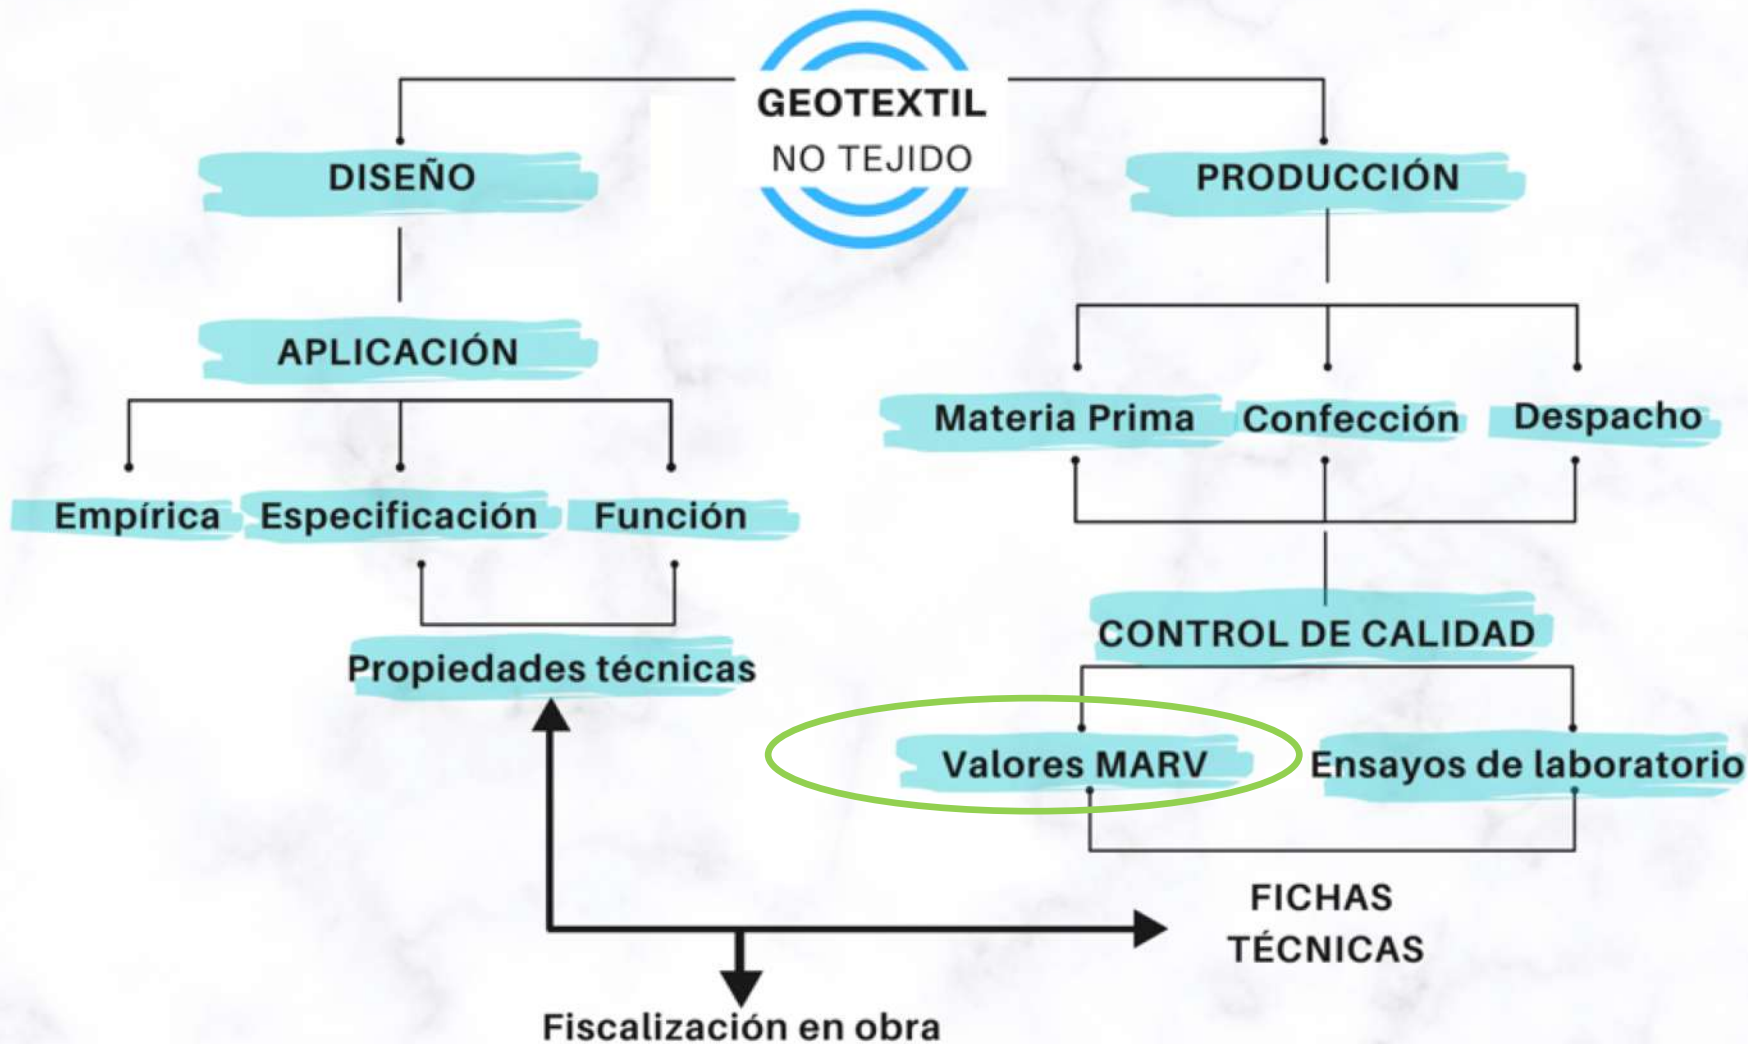 GEOTEXTIL
NO TEJIDO
DISEÑO
PRODUCCIÓN
APLICACIÓN
Materia Prima
Confección
Despacho
Empírica
Especificación
Función
CONTROL DE CALIDAD
Propiedades técnicas
Valores MARV
Ensayos de laboratorio
FICHAS
TÉCNICAS
Fiscalización en obra